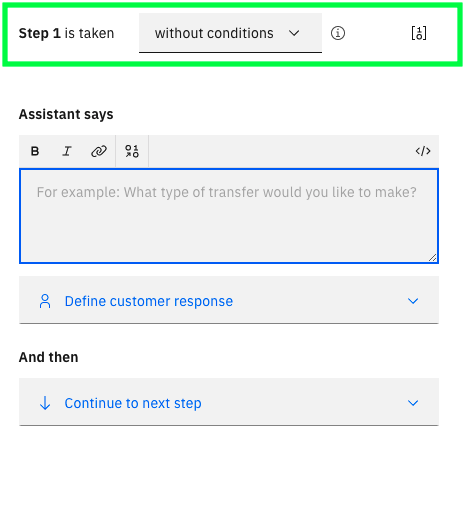 Step 1 is taken without conditions
Assistant says
B I </>
For example: What type of transfer would you like to make?
Define customer response
And then
Continue to next step